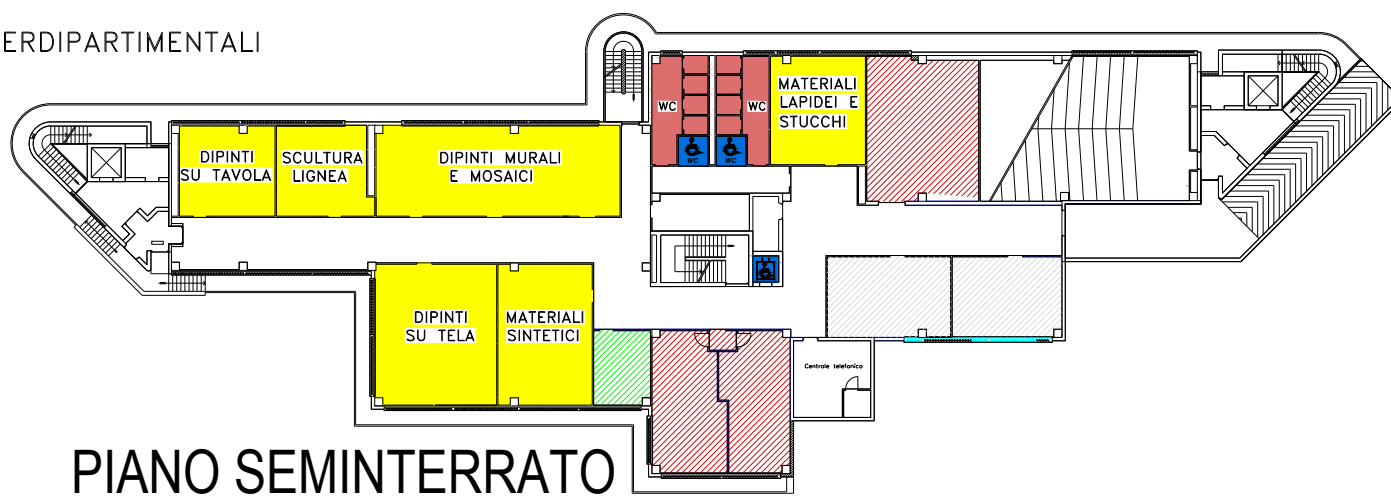 ERDIPARTIMENTALI
MATERIALI
LAPIDEI E
STUCCHI
WC
WC
WC
WC
DIPINTI
SU TAVOLA
SCULTURA
LIGNEA
DIPINTI MURALI
E MOSAICI
DIPINTI
SU TELA
MATERIALI
SINTETICI
Centrale telefonica
PIANO SEMINTERRATO